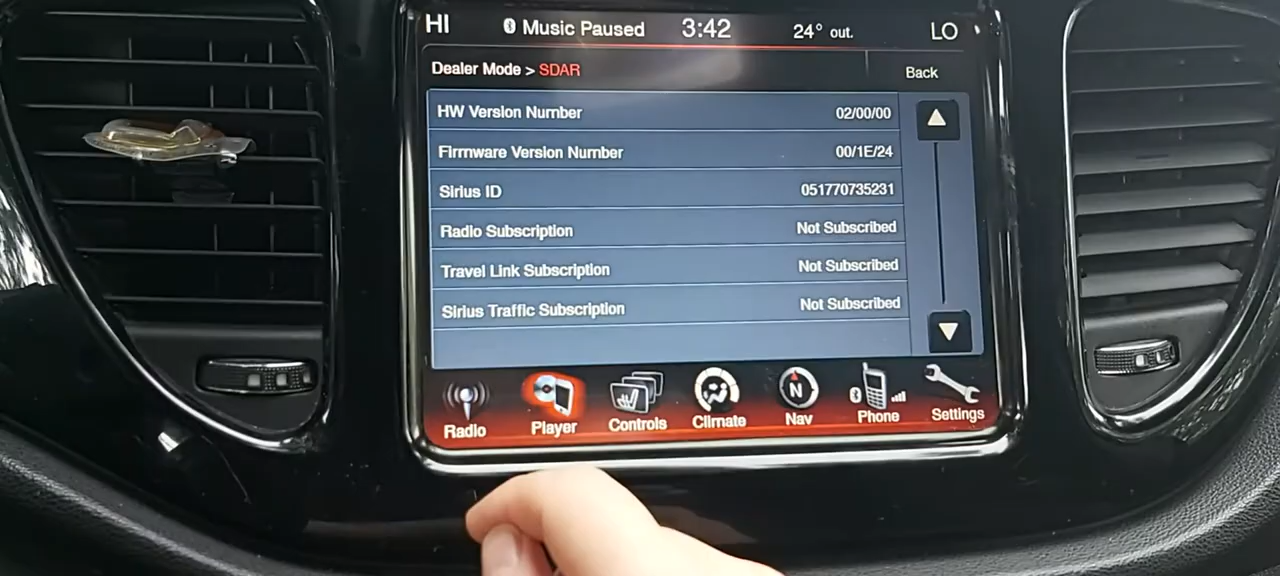 HI Music Paused 3:42 24° out. LO
Dealer Mode > SDAR Back
HW Version Number 02/00/00
Firmware Version Number 00/1E/24
Sirius ID 051770735231
Radio Subscription Not Subscribed
Travel Link Subscription Not Subscribed
Sirius Traffic Subscription Not Subscribed
N
Radio Player Controls Climate Nav Phone Settings